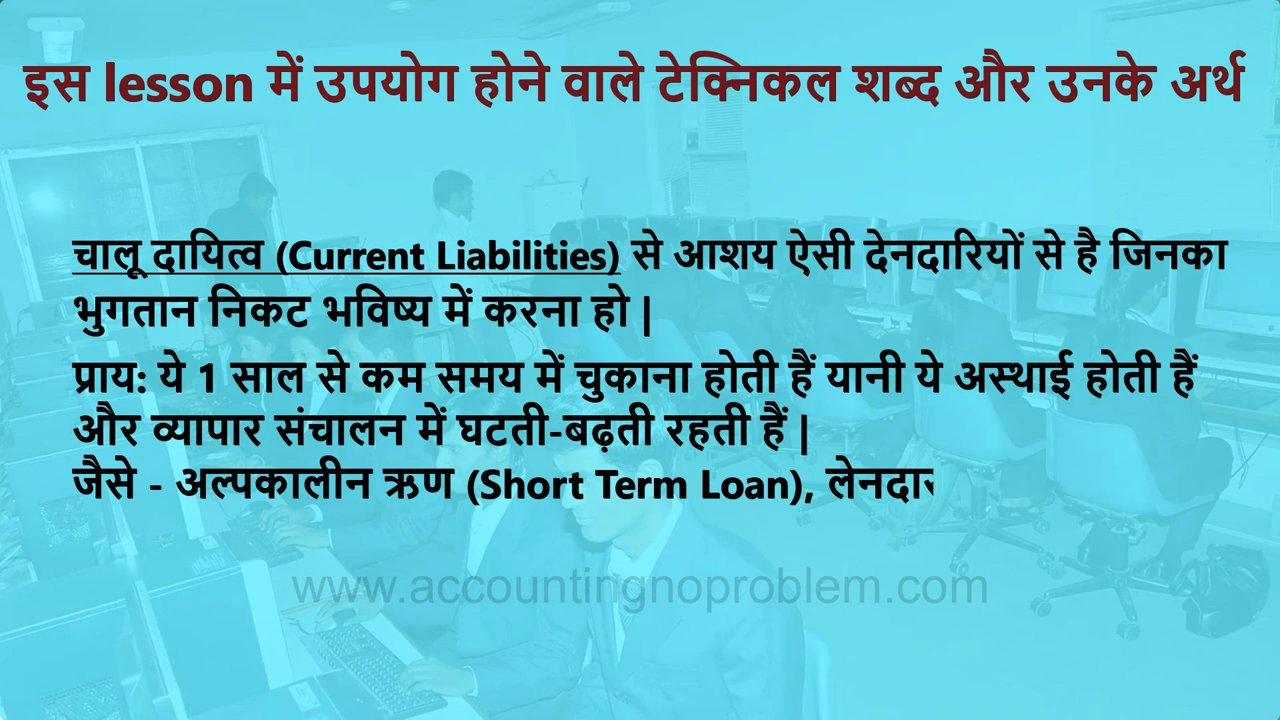 इस lesson में उपयोग होने वाले टेक्निकल शब्द और उनके अर्थ
चालू दायित्व (Current Liabilities) से आशय ऐसी देनदारियों से है जिनका
भुगतान निकट भविष्य में करना हो |
प्राय: ये 1 साल से कम समय में चुकाना होती हैं यानी ये अस्थाई होती हैं
और व्यापार संचालन में घटती-बढ़ती रहती हैं |
जैसे - अल्पकालीन ऋण (Short Term Loan),
www.accountingnoproblem.com